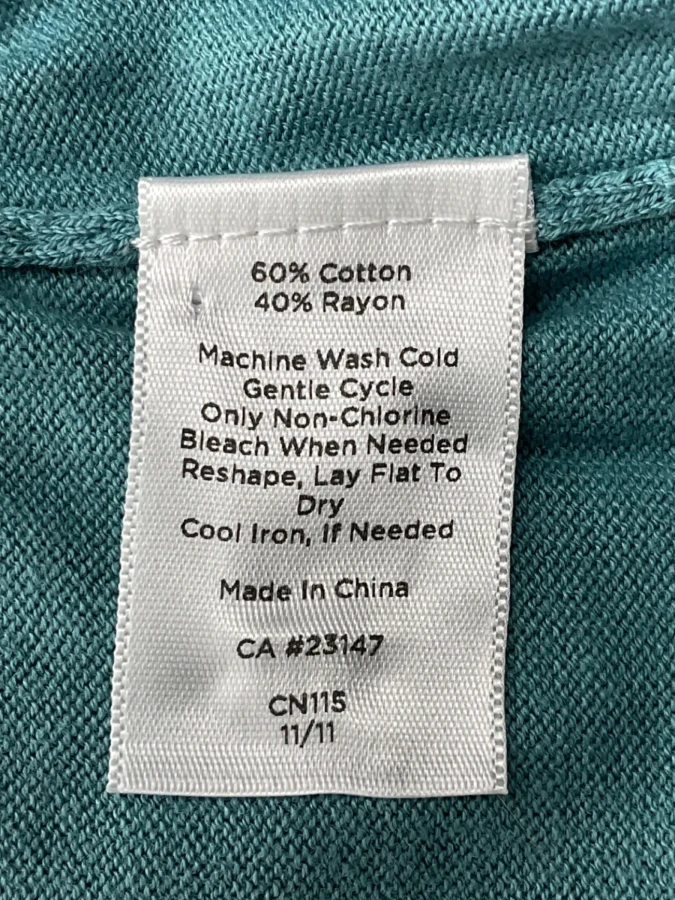 60% Cotton
40% Rayon
Machine Wash Cold
Gentle Cycle
Only Non-Chlorine
Bleach When Needed
Reshape, Lay Flat To
Dry
Cool Iron, If Needed
Made In China
CA #23147
CN115
11/11